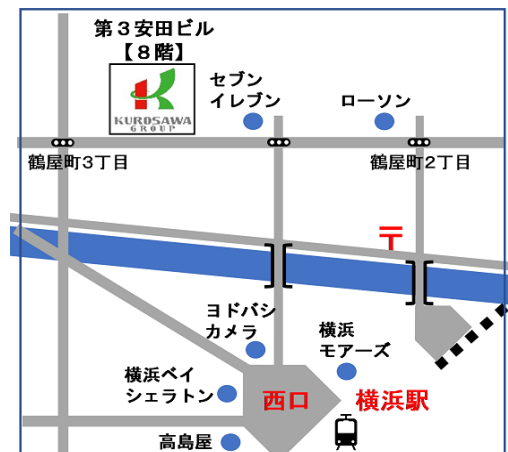 第３安田ビル
【８階】
KUROSAWA
GROUP
セブン
イレブン
ローソン
鶴屋町3丁目
鶴屋町2丁目
〒
ヨドバシ
カメラ
横浜
モアーズ
横浜ベイ
シェラトン
西口
横浜駅
高島屋